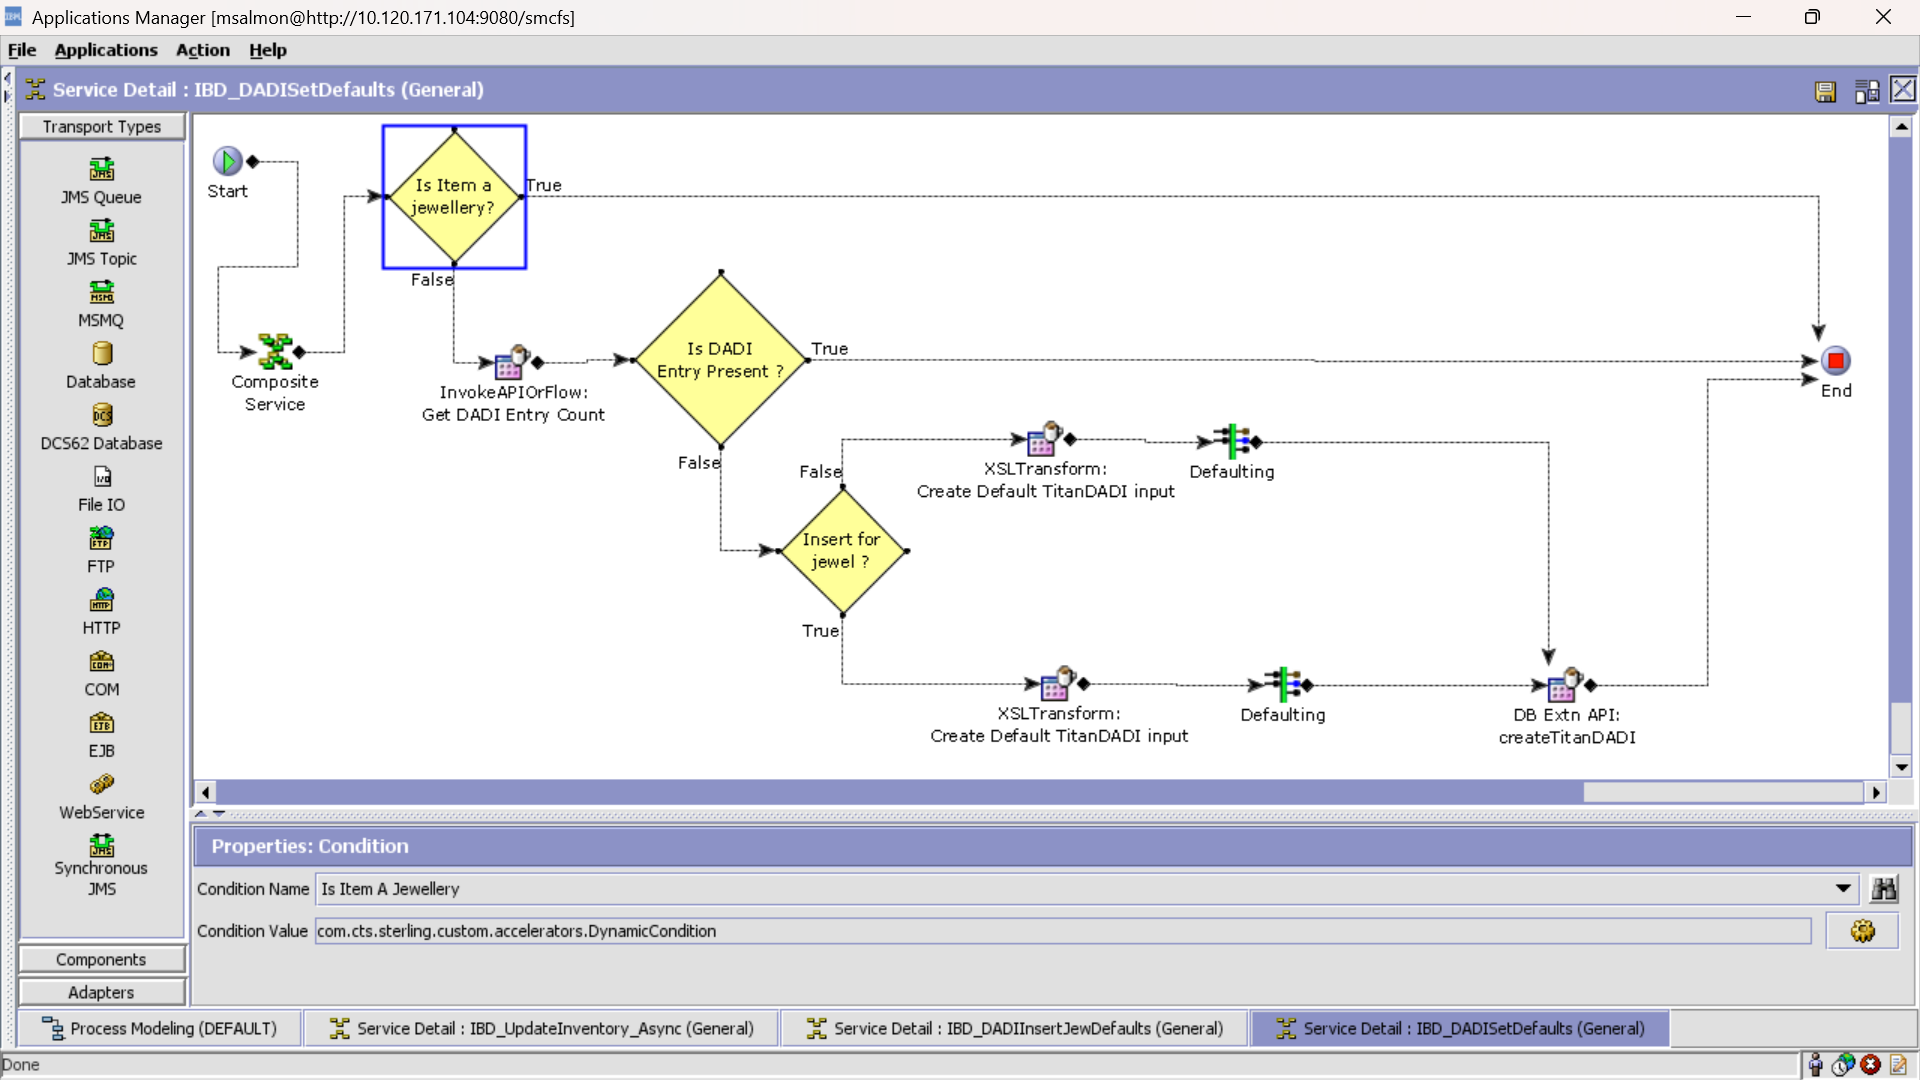 Applications Manager [msalmon@http://10.120.171.104:9080/smcfs]
File Applications Action Help
Service Detail : IBD_DADISetDefaults (General)
Transport Types
JMS Queue
JMS Topic
MSMQ
Database
DCS62 Database
File IO
FTP
HTTP
COM
EJB
WebService
Synchronous
JMS
Components
Adapters
Start
Is Item a
jewellery?
True
False
Composite
Service
InvokeAPIOrFlow:
Get DADI Entry Count
Is DADI
Entry Present ?
True
False
End
False
XSLTransform:
Create Default TitanDADI input
Defaulting
Insert for
jewel ?
True
XSLTransform:
Create Default TitanDADI input
Defaulting
DB Extn API:
createTitanDADI
Properties: Condition
Condition Name Is Item A Jewellery
Condition Value com.cts.sterling.custom.accelerators.DynamicCondition
Process Modeling (DEFAULT) Service Detail : IBD_UpdateInventory_Async (General) Service Detail : IBD_DADIInsertJewDefaults (General) Service Detail : IBD_DADISetDefaults (General)
Done